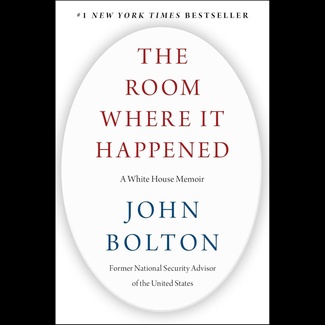 #1 NEW YORK TIMES BESTSELLER
THE
ROOM
WHERE IT
HAPPENED
A White House Memoir
JOHN
BOLTON
Former National Security Advisor
of the United States